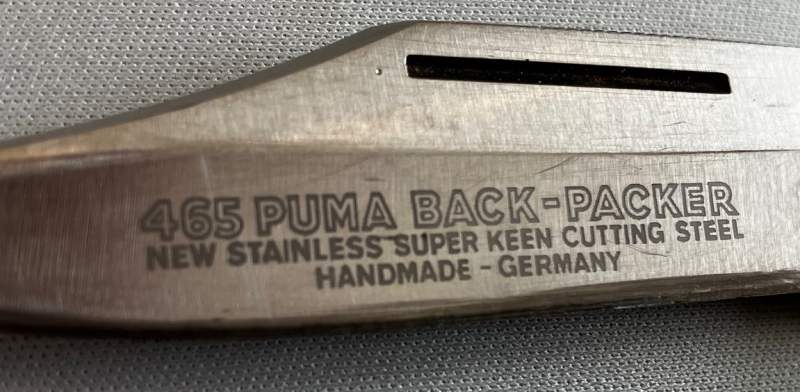 465 PUMA BACK-PACKER
NEW STAINLESS SUPER KEEN CUTTING STEEL
HANDMADE - GERMANY